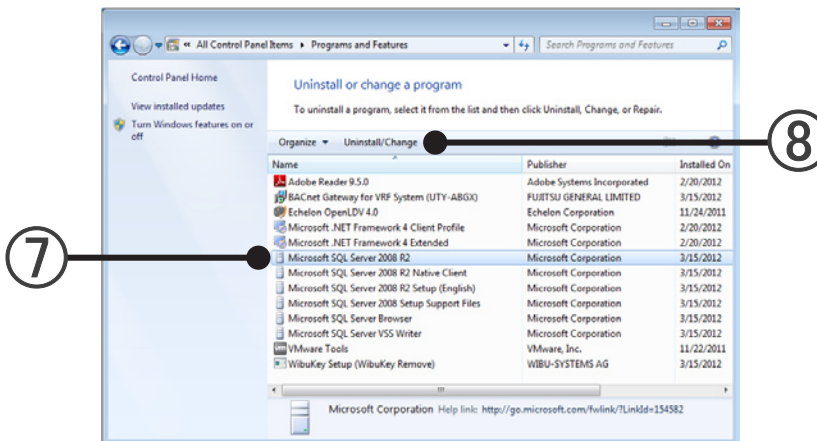 « All Control Panel Items ▸ Programs and Features Search Programs and Features
Control Panel Home
View installed updates
Turn Windows features on or off
Uninstall or change a program
To uninstall a program, select it from the list and then click Uninstall, Change, or Repair.
Organize Uninstall/Change
⑧
Name Publisher Installed On
Adobe Reader 9.5.0 Adobe Systems Incorporated 2/20/2012
BACnet Gateway for VRF System (UTY-ABGX) FUJITSU GENERAL LIMITED 3/15/2012
Echelon OpenLDV 4.0 Echelon Corporation 11/24/2011
Microsoft .NET Framework 4 Client Profile Microsoft Corporation 2/20/2012
Microsoft .NET Framework 4 Extended Microsoft Corporation 2/20/2012
⑦
Microsoft SQL Server 2008 R2 Microsoft Corporation 3/15/2012
Microsoft SQL Server 2008 R2 Native Client Microsoft Corporation 3/15/2012
Microsoft SQL Server 2008 R2 Setup (English) Microsoft Corporation 3/15/2012
Microsoft SQL Server 2008 Setup Support Files Microsoft Corporation 3/15/2012
Microsoft SQL Server Browser Microsoft Corporation 3/15/2012
Microsoft SQL Server VSS Writer Microsoft Corporation 3/15/2012
VMware Tools VMware, Inc. 11/22/2011
WibuKey Setup (WibuKey Remove) WIBU-SYSTEMS AG 3/15/2012
Microsoft Corporation Help link: http://go.microsoft.com/fwlink/?LinkId=154582